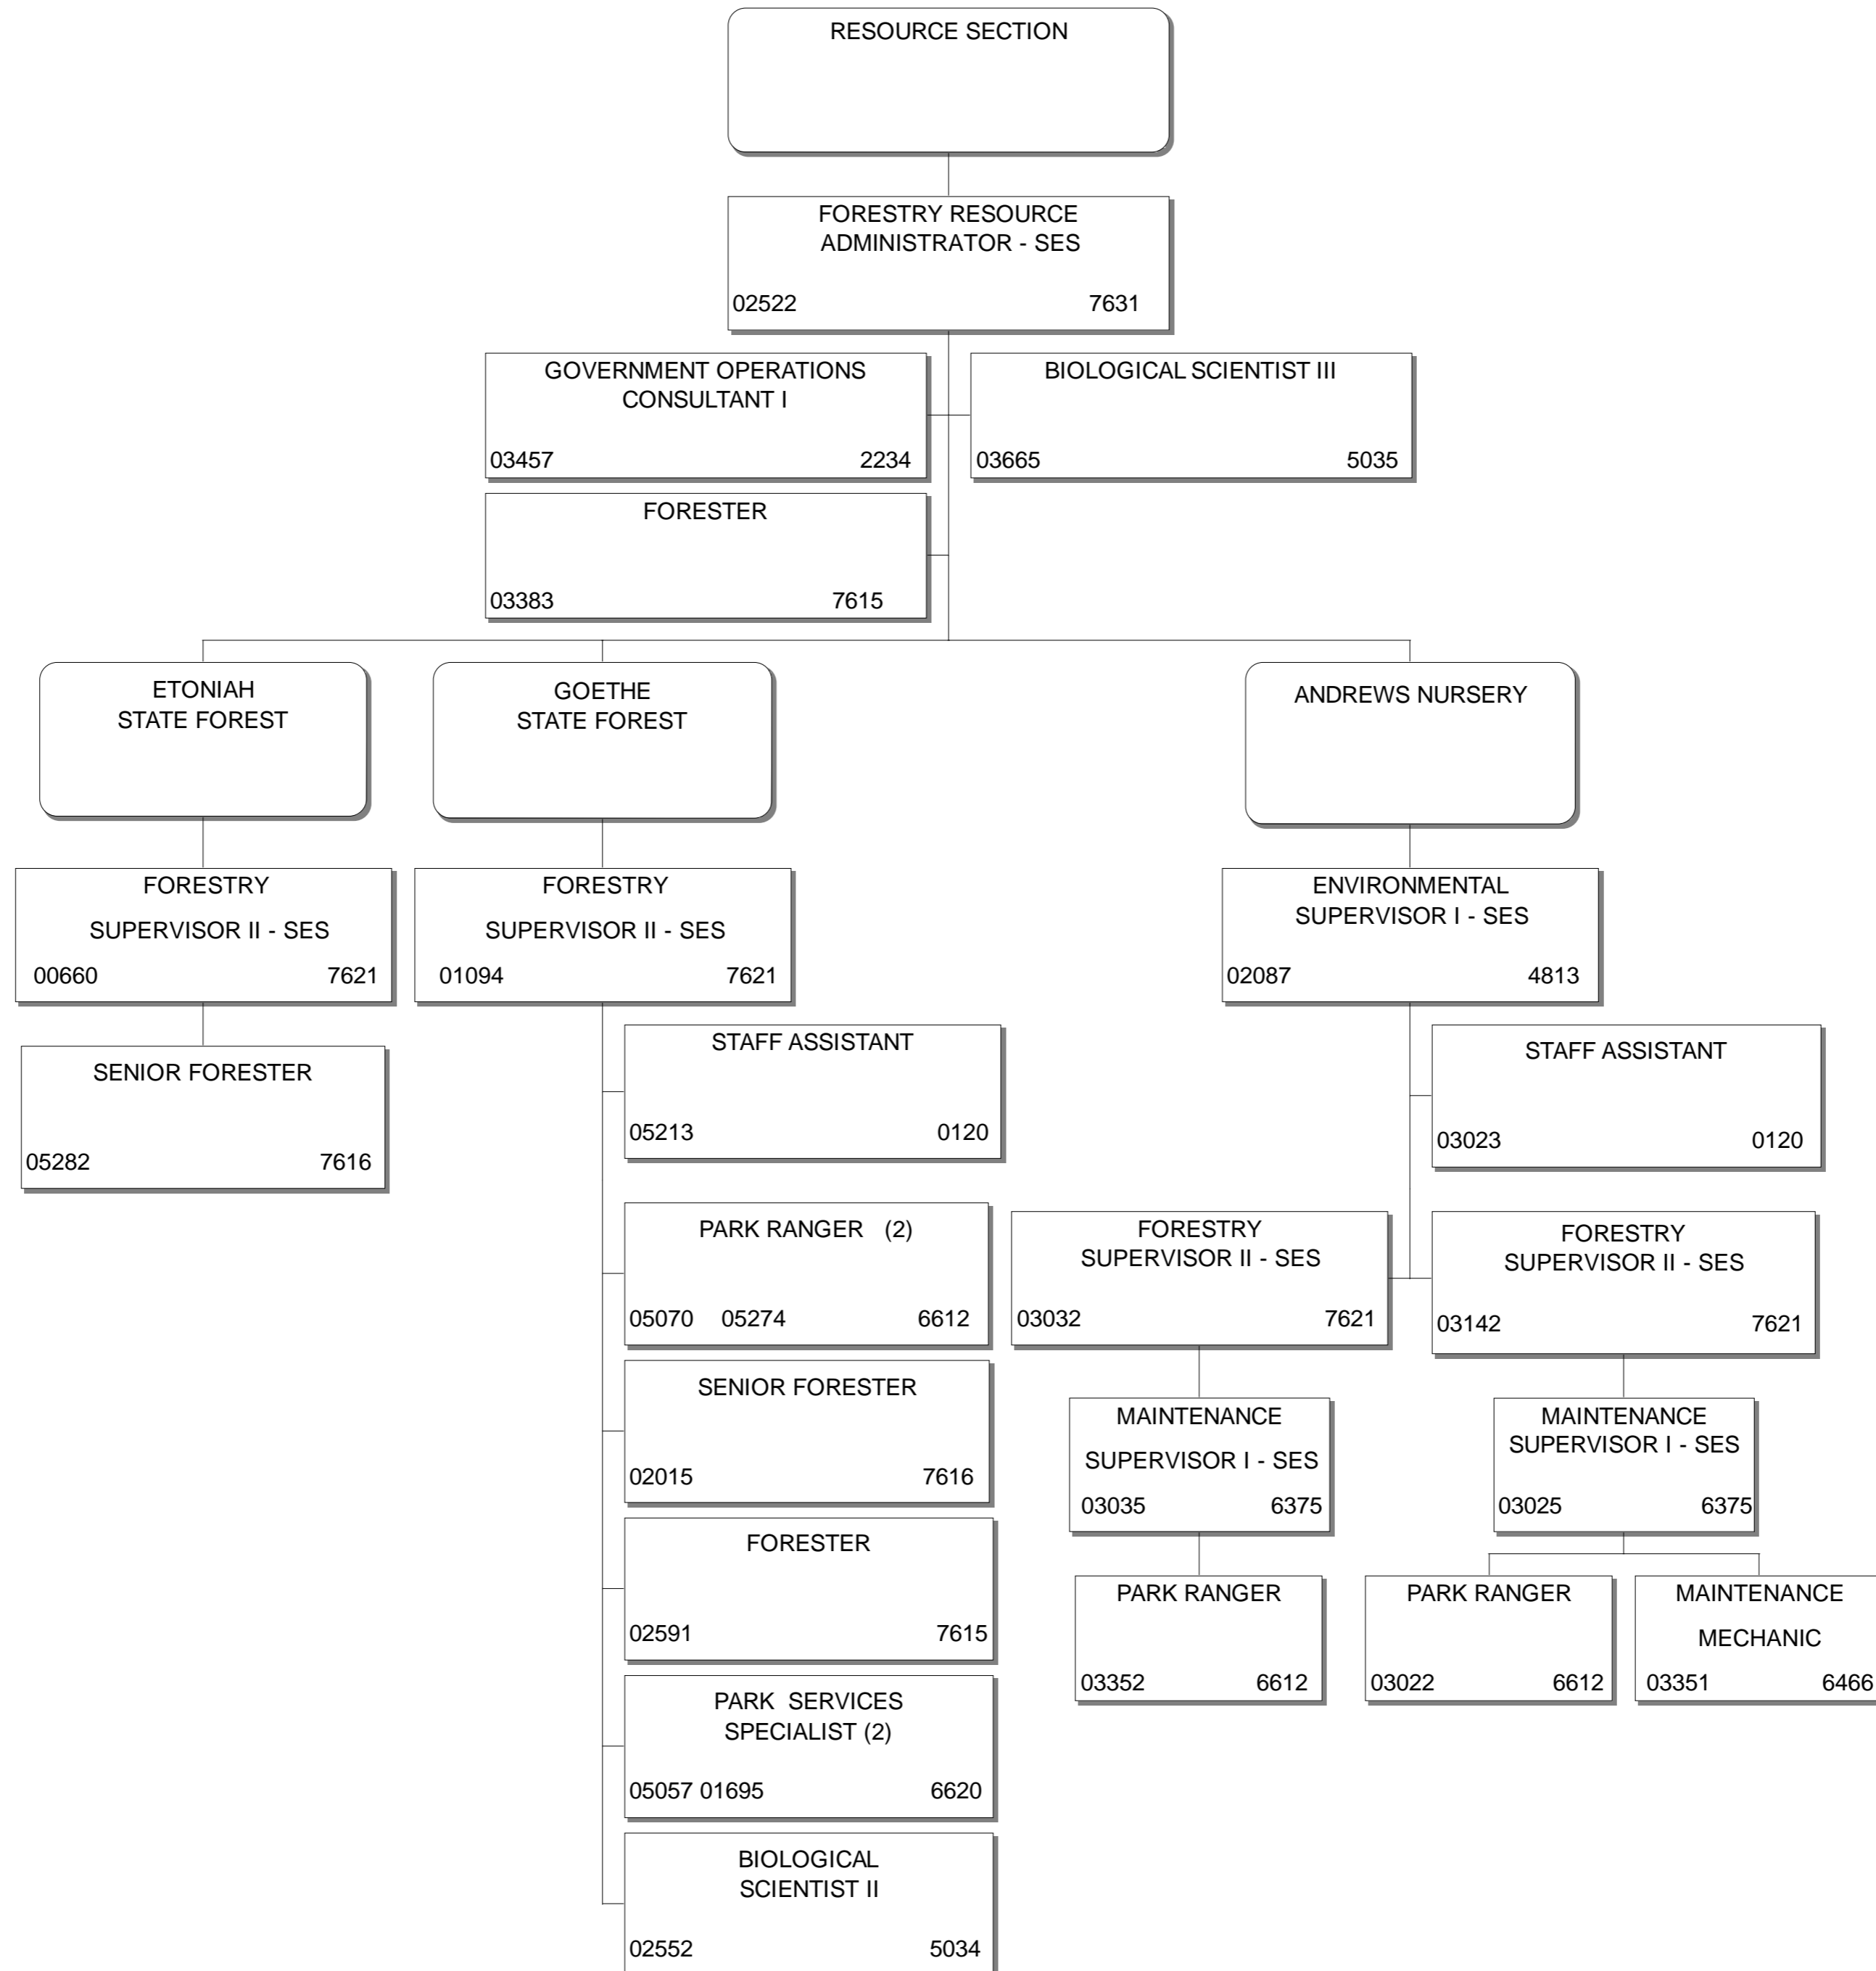 RESOURCE SECTION
FORESTRY RESOURCE
ADMINISTRATOR - SES
02522 7631
GOVERNMENT OPERATIONS
CONSULTANT I
03457 2234
BIOLOGICAL SCIENTIST III
03665 5035
FORESTER
03383 7615
ETONIAH
STATE FOREST
GOETHE
STATE FOREST
ANDREWS NURSERY
FORESTRY
SUPERVISOR II - SES
00660 7621
SENIOR FORESTER
05282 7616
FORESTRY
SUPERVISOR II - SES
01094 7621
STAFF ASSISTANT
05213 0120
PARK RANGER (2)
05070 05274 6612
SENIOR FORESTER
02015 7616
FORESTER
02591 7615
PARK SERVICES
SPECIALIST (2)
05057 01695 6620
BIOLOGICAL
SCIENTIST II
02552 5034
ENVIRONMENTAL
SUPERVISOR I - SES
02087 4813
STAFF ASSISTANT
03023 0120
FORESTRY
SUPERVISOR II - SES
03032 7621
MAINTENANCE
SUPERVISOR I - SES
03035 6375
PARK RANGER
03352 6612
FORESTRY
SUPERVISOR II - SES
03142 7621
MAINTENANCE
SUPERVISOR I - SES
03025 6375
PARK RANGER
03022 6612
MAINTENANCE
MECHANIC
03351 6466